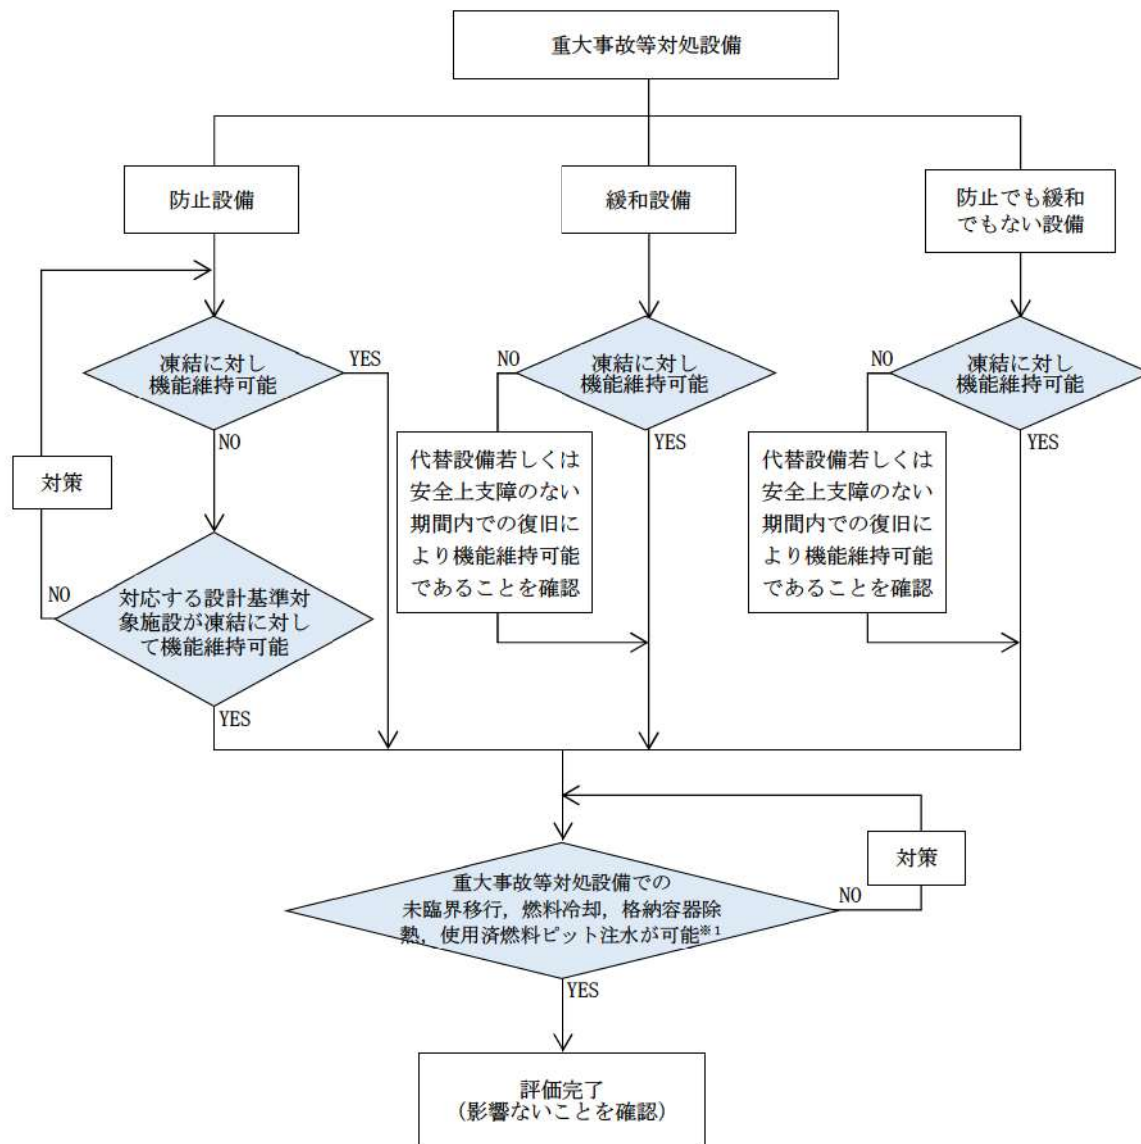 重大事故等対処設備
防止設備
緩和設備
防止でも緩和
でもない設備
凍結に対し
機能維持可能
YES
NO
凍結に対し
機能維持可能
NO
YES
凍結に対し
機能維持可能
NO
YES
対策
代替設備若しくは
安全上支障のない
期間内での復旧に
より機能維持可能
であることを確認
代替設備若しくは
安全上支障のない
期間内での復旧に
より機能維持可能
であることを確認
対応する設計基準対
象施設が凍結に対し
て機能維持可能
NO
YES
対策
重大事故等対処設備での
未臨界移行，燃料冷却，格納容器除
熱，使用済燃料ピット注水が可能※1
NO
YES
評価完了
（影響ないことを確認）